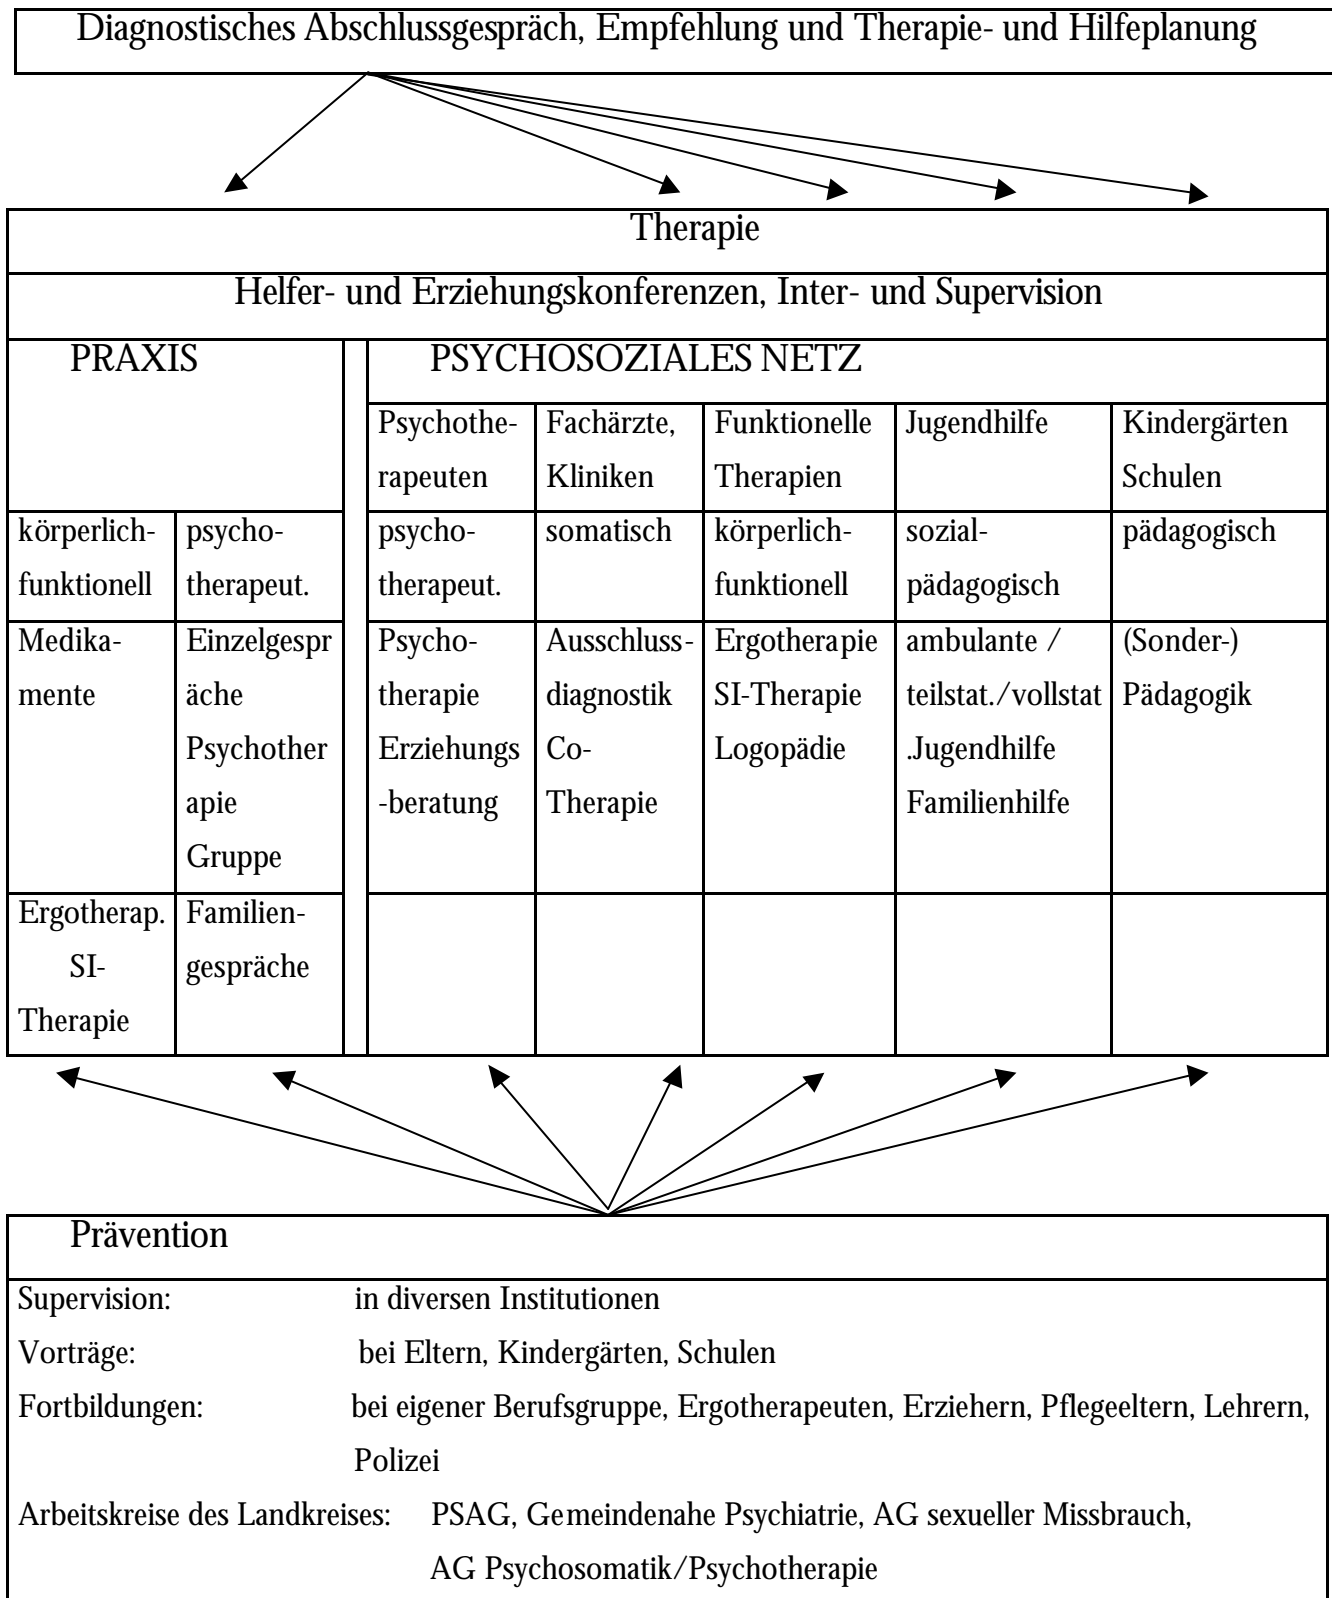 Diagnostisches Abschlussgespräch, Empfehlung und Therapie- und Hilfeplanung
Therapie
Helfer- und Erziehungskonferenzen, Inter- und Supervision
PRAXIS
PSYCHOSOZIALES NETZ
Psychothe-
rapeuten
Fachärzte,
Kliniken
Funktionelle
Therapien
Jugendhilfe
Kindergärten
Schulen
körperlich-
funktionell
psycho-
therapeut.
psycho-
therapeut.
somatisch
körperlich-
funktionell
sozial-
pädagogisch
pädagogisch
Medika-
mente
Einzelgespr
äche
Psychother
apie
Gruppe
Psycho-
therapie
Erziehungs
-beratung
Ausschluss-
diagnostik
Co-
Therapie
Ergotherapie
SI-Therapie
Logopädie
ambulante /
teilstat./vollstat
.Jugendhilfe
Familienhilfe
(Sonder-)
Pädagogik
Ergotherap.
SI-
Therapie
Familien-
gespräche
Prävention
Supervision: in diversen Institutionen
Vorträge: bei Eltern, Kindergärten, Schulen
Fortbildungen: bei eigener Berufsgruppe, Ergotherapeuten, Erziehern, Pflegeeltern, Lehrern,
Polizei
Arbeitskreise des Landkreises: PSAG, Gemeindenahe Psychiatrie, AG sexueller Missbrauch,
AG Psychosomatik/Psychotherapie